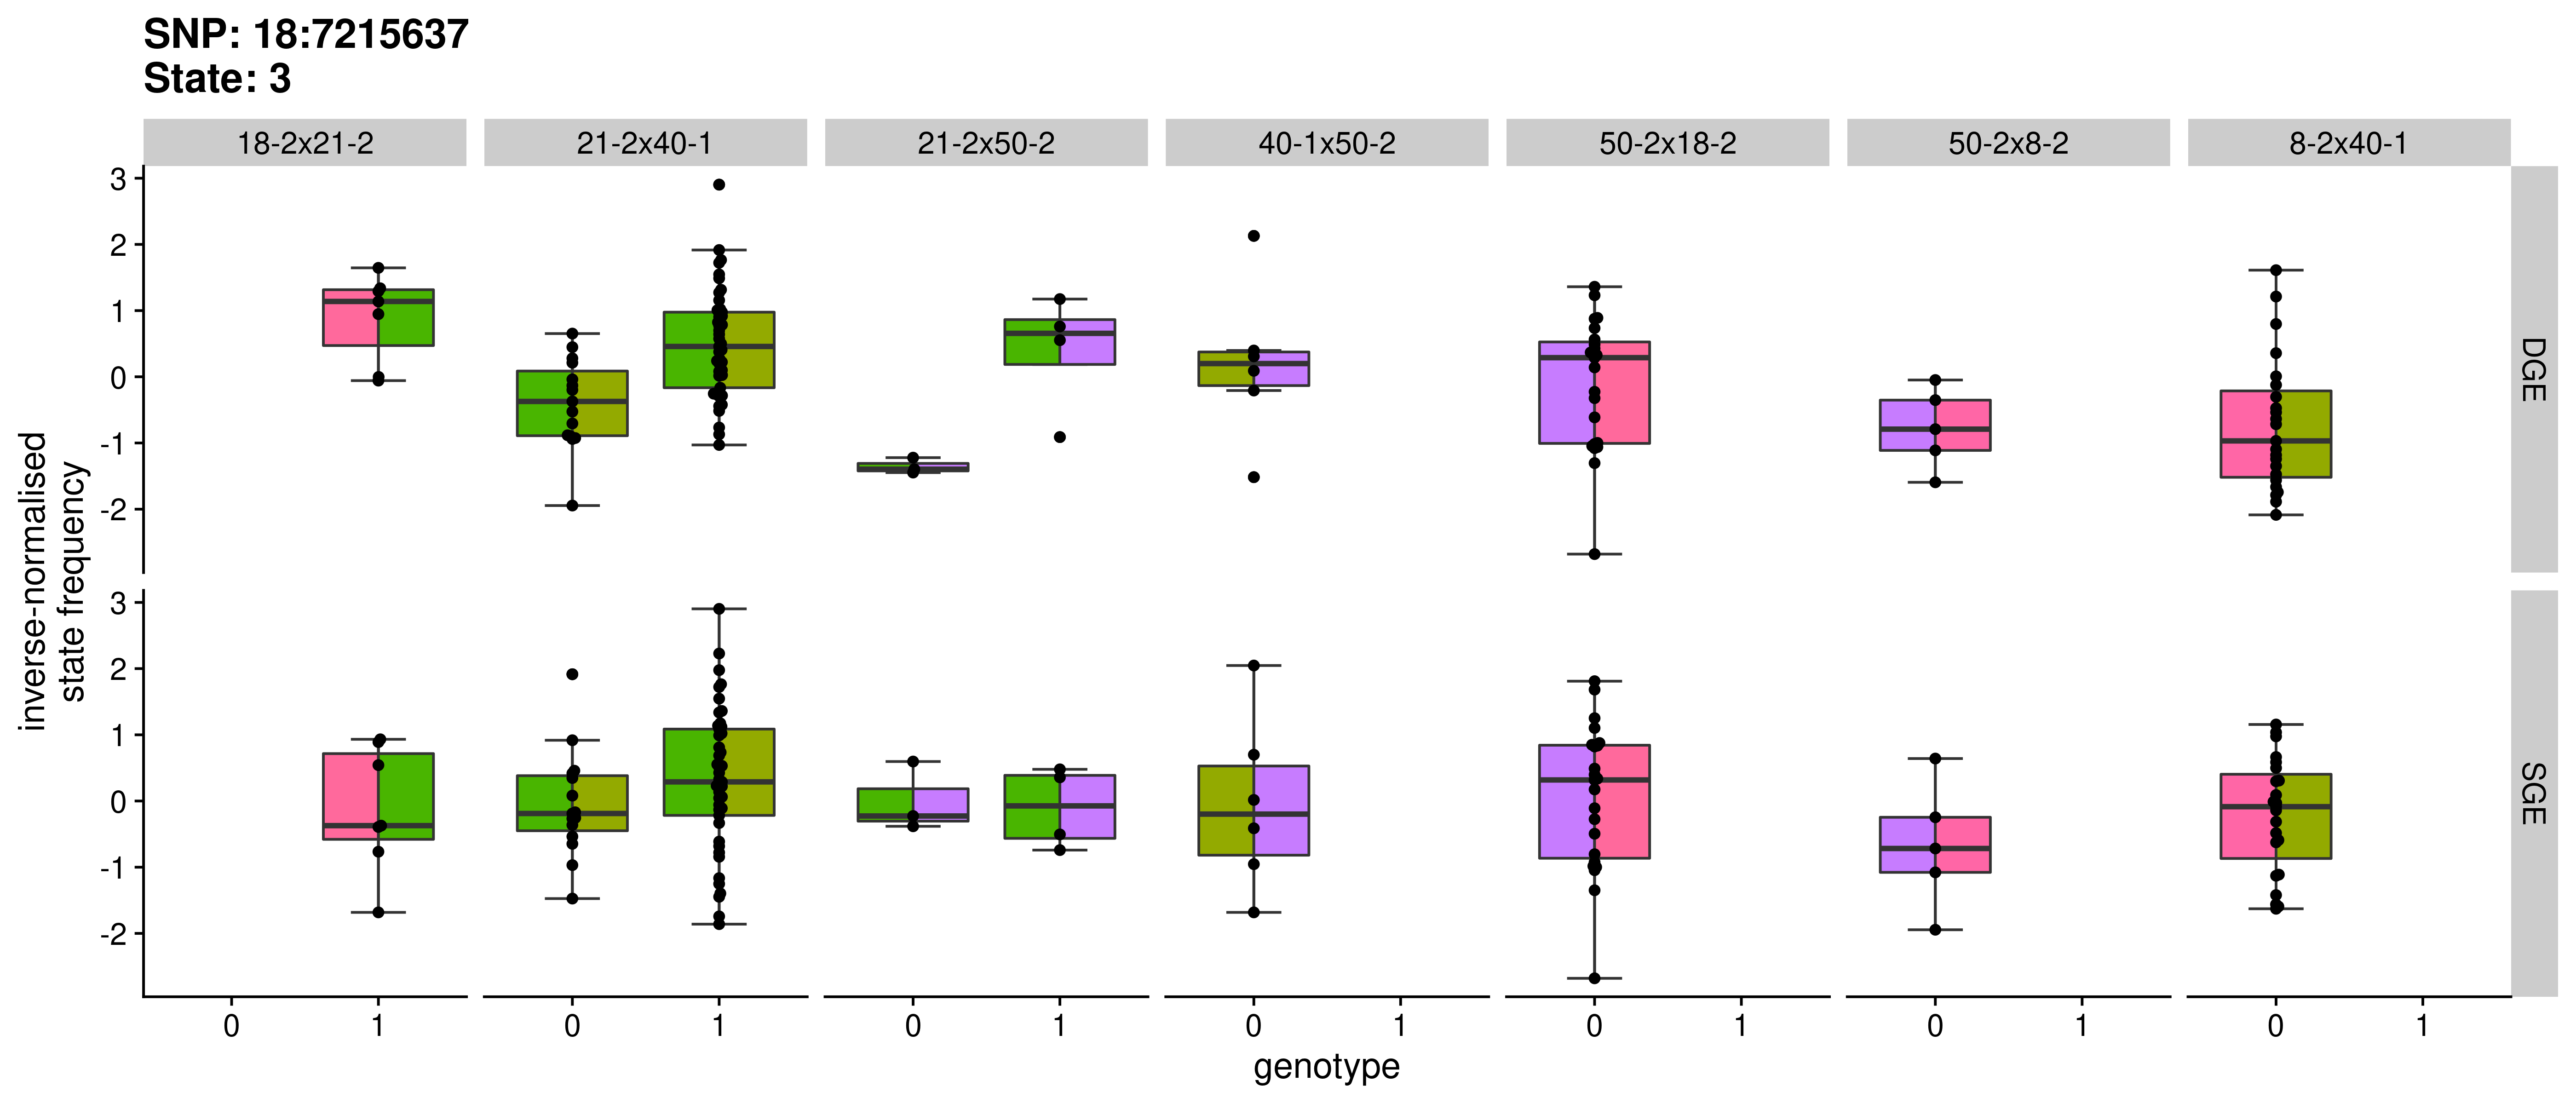 SNP: 18:7215637
State: 3
18-2x21-2
21-2x40-1
21-2x50-2
40-1x50-2
50-2x18-2
50-2x8-2
8-2x40-1
3
2
1
0
-1
-2
DGE
inverse-normalised
state frequency
3
2
1
0
-1
-2
SGE
0 1
0 1
0 1
0 1
0 1
0 1
0 1
genotype